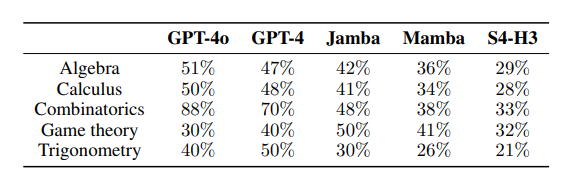 GPT-4o GPT-4 Jamba Mamba S4-H3
Algebra 51% 47% 42% 36% 29%
Calculus 50% 48% 41% 34% 28%
Combinatorics 88% 70% 48% 38% 33%
Game theory 30% 40% 50% 41% 32%
Trigonometry 40% 50% 30% 26% 21%